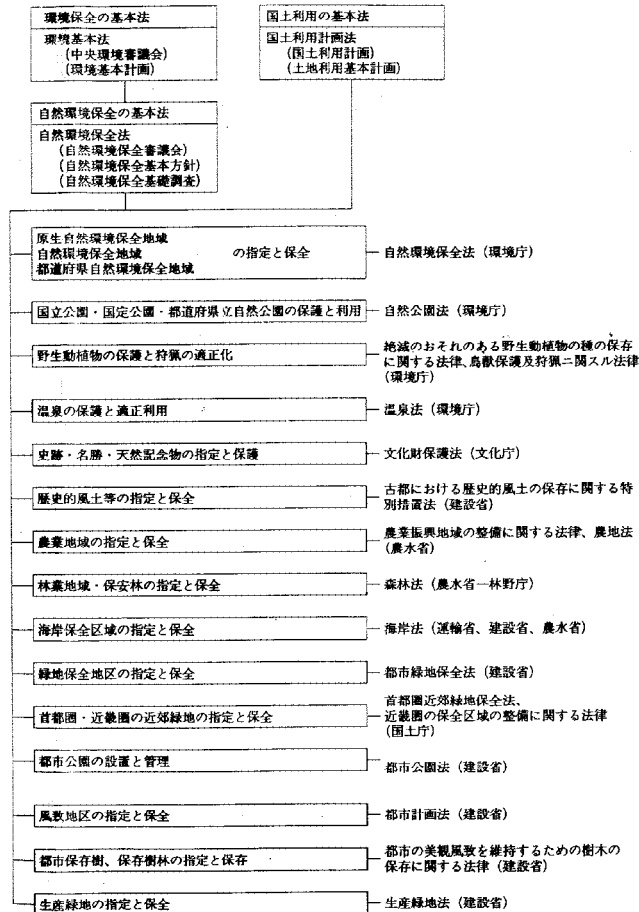 環境保全の基本法
環境基本法
(中央環境審議会)
(環境基本計画)
国土利用の基本法
国土利用計画法
(国土利用計画)
(土地利用基本計画)
自然環境保全の基本法
自然環境保全法
(自然環境保全審議会)
(自然環境保全基本方針)
(自然環境保全基礎調査)
原生自然環境保全地域
自然環境保全地域 の指定と保全
都道府県自然環境保全地域
自然環境保全法(環境庁)
国立公園・国定公園・都道府県立自然公園の保護と利用
自然公園法(環境庁)
野生動植物の保護と狩猟の適正化
絶滅のおそれのある野生動植物の種の保存
に関する法律、鳥獣保護及狩猟ニ関スル法律
(環境庁)
温泉の保護と適正利用
温泉法(環境庁)
史跡・名勝・天然記念物の指定と保護
文化財保護法(文化庁)
歴史的風土等の指定と保全
古都における歴史的風土の保存に関する特
別措置法(建設省)
農業地域の指定と保全
農業振興地域の整備に関する法律、農地法
(農水省)
林業地域・保安林の指定と保全
森林法(農水省―林野庁)
海岸保全区域の指定と保全
海岸法(運輸省、建設省、農水省)
緑地保全地区の指定と保全
都市緑地保全法(建設省)
首都圏・近畿圏の近郊緑地の指定と保全
首都圏近郊緑地保全法、
近畿圏の保全区域の整備に関する法律
(国土庁)
都市公園の設置と管理
都市公園法(建設省)
風致地区の指定と保全
都市計画法(建設省)
都市保存樹、保存樹林の指定と保存
都市の美観風致を維持するための樹木の
保存に関する法律(建設省)
生産緑地の指定と保全
生産緑地法(建設省)